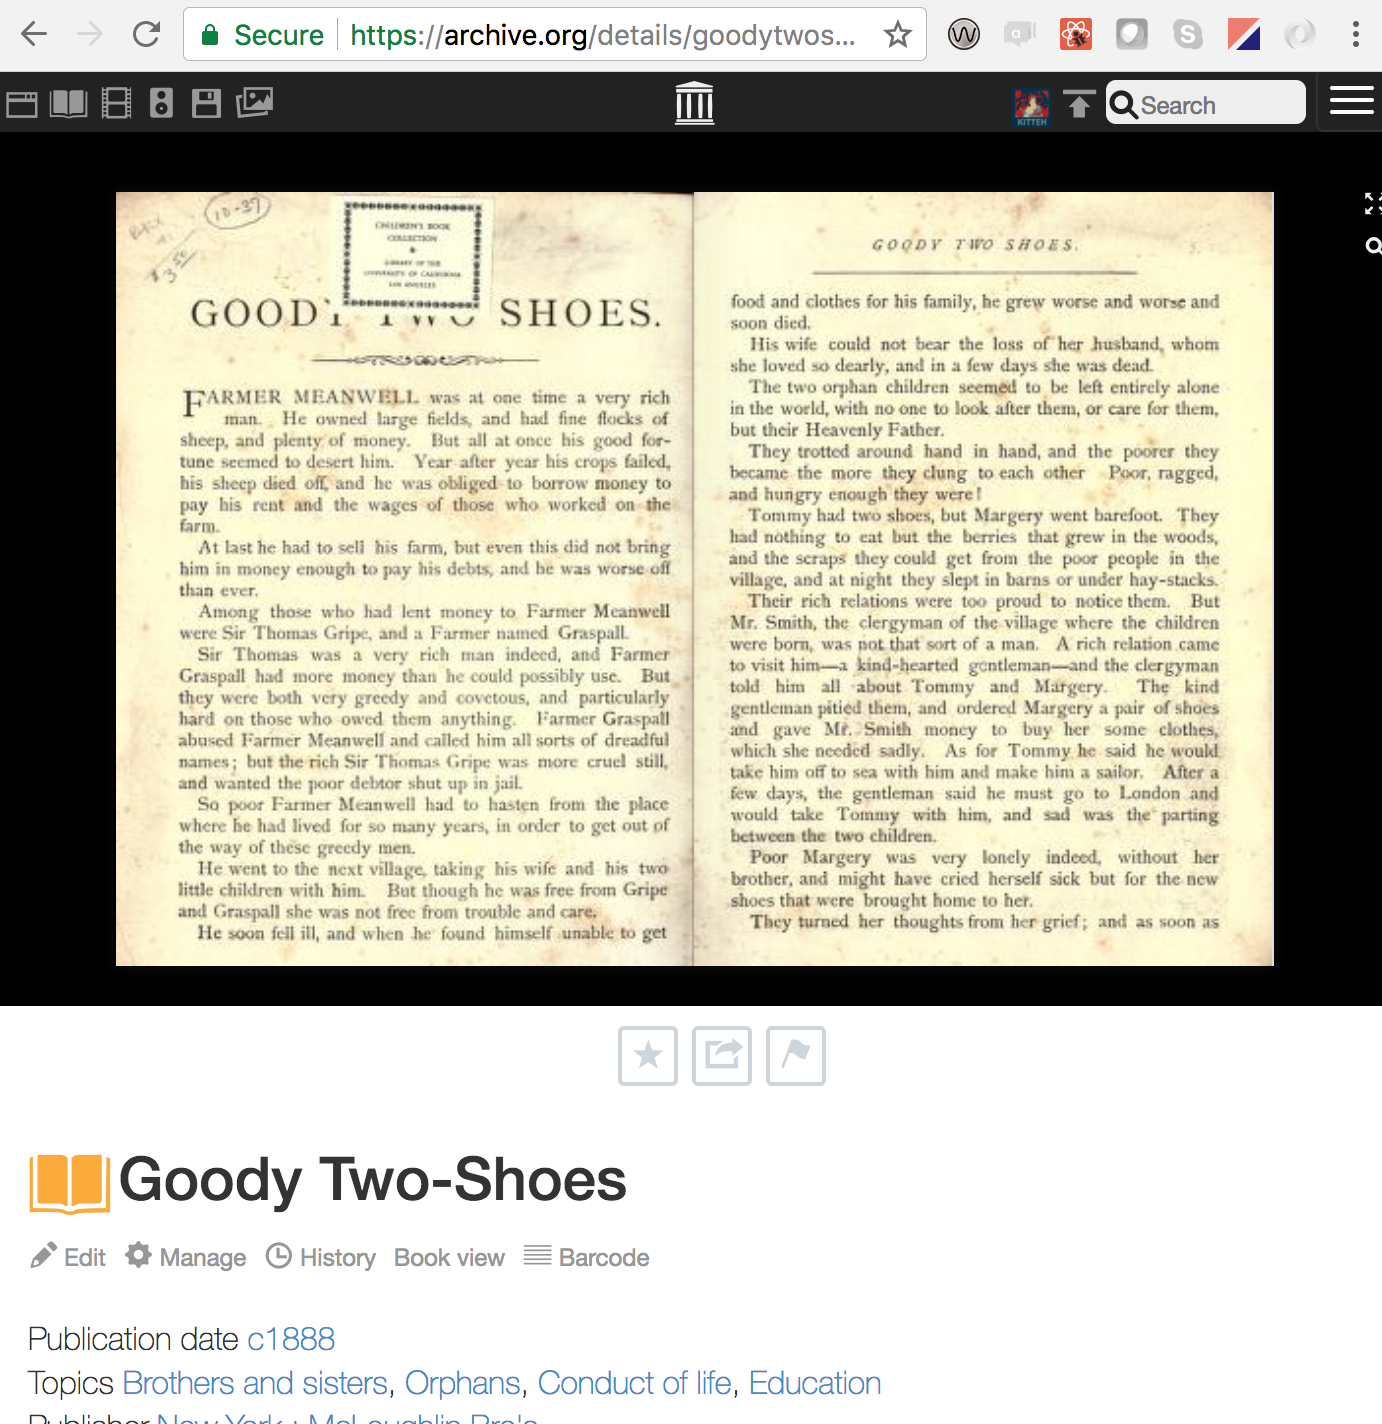 Secure https://archive.org/details/goodytwos...
KITTEH
Search
10-37
$3.50
CHILDREN'S BOOK
COLLECTION
LIBRARY OF THE
UNIVERSITY OF CALIFORNIA
LOS ANGELES
GOODY TWO SHOES.
FARMER MEANWELL was at one time a very rich
man. He owned large fields, and had fine flocks of
sheep, and plenty of money. But all at once his good for-
tune seemed to desert him. Year after year his crops failed,
his sheep died off, and he was obliged to borrow money to
pay his rent and the wages of those who worked on the
farm.
At last he had to sell his farm, but even this did not bring
him in money enough to pay his debts, and he was worse off
than ever.
Among those who had lent money to Farmer Meanwell
were Sir Thomas Gripe, and a Farmer named Graspall.
Sir Thomas was a very rich man indeed, and Farmer
Graspall had more money than he could possibly use. But
they were both very greedy and covetous, and particularly
hard on those who owed them anything. Farmer Graspall
abused Farmer Meanwell and called him all sorts of dreadful
names; but the rich Sir Thomas Gripe was more cruel still,
and wanted the poor debtor shut up in jail.
So poor Farmer Meanwell had to hasten from the place
where he had lived for so many years, in order to get out of
the way of these greedy men.
He went to the next village, taking his wife and his two
little children with him. But though he was free from Gripe
and Graspall she was not free from trouble and care.
He soon fell ill, and when he found himself unable to get
GOODY TWO SHOES.
food and clothes for his family, he grew worse and worse and
soon died.
His wife could not bear the loss of her husband, whom
she loved so dearly, and in a few days she was dead.
The two orphan children seemed to be left entirely alone
in the world, with no one to look after them, or care for them,
but their Heavenly Father.
They trotted around hand in hand, and the poorer they
became the more they clung to each other Poor, ragged,
and hungry enough they were!
Tommy had two shoes, but Margery went barefoot. They
had nothing to eat but the berries that grew in the woods,
and the scraps they could get from the poor people in the
village, and at night they slept in barns or under hay-stacks.
Their rich relations were too proud to notice them. But
Mr. Smith, the clergyman of the village where the children
were born, was not that sort of a man. A rich relation came
to visit him—a kind-hearted gentleman—and the clergyman
told him all about Tommy and Margery. The kind
gentleman pitied them, and ordered Margery a pair of shoes
and gave Mr. Smith money to buy her some clothes,
which she needed sadly. As for Tommy he said he would
take him off to sea with him and make him a sailor. After a
few days, the gentleman said he must go to London and
would take Tommy with him, and sad was the parting
between the two children.
Poor Margery was very lonely indeed, without her
brother, and might have cried herself sick but for the new
shoes that were brought home to her.
They turned her thoughts from her grief; and as soon as
Goody Two-Shoes
Edit Manage History Book view Barcode
Publication date c1888
Topics Brothers and sisters, Orphans, Conduct of life, Education
Publisher New York : McLoughlin Bro's